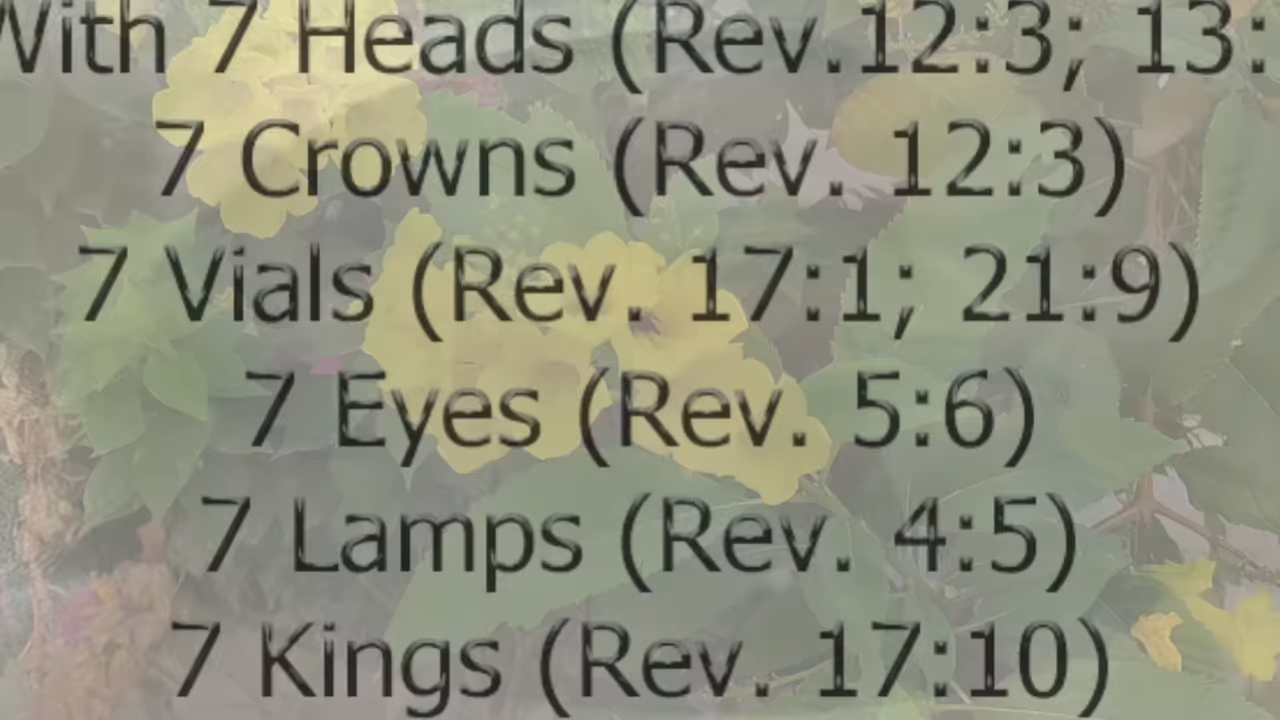 With 7 Heads (Rev.12:3; 13:
7 Crowns (Rev. 12:3)
7 Vials (Rev. 17:1; 21:9)
7 Eyes (Rev. 5:6)
7 Lamps (Rev. 4:5)
7 Kings (Rev. 17:10)